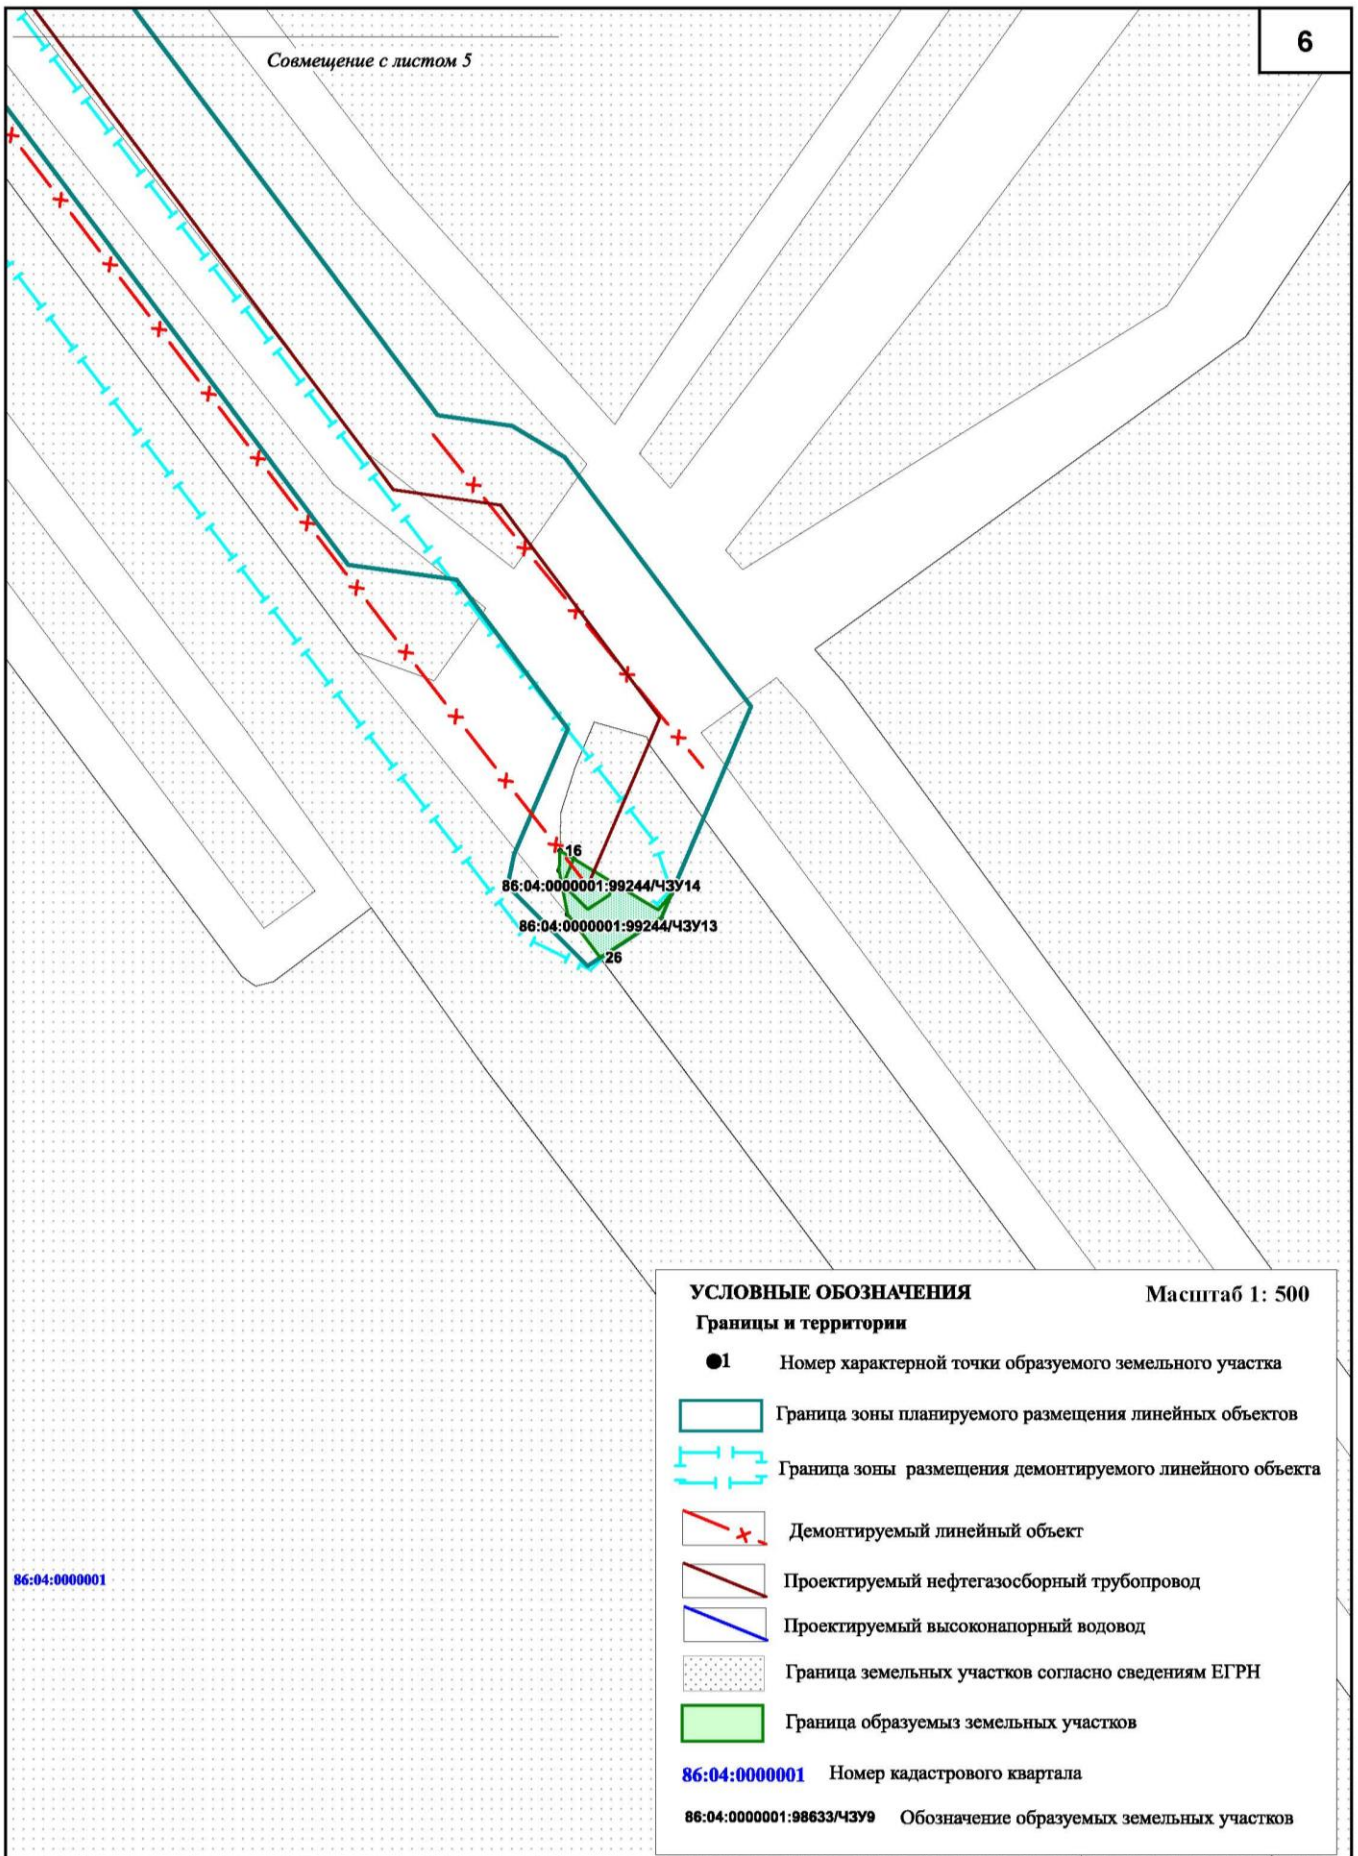 6
Совмещение с листом 5
16
86:04:0000001:99244/ЧЗУ14
86:04:0000001:99244/ЧЗУ13
26
УСЛОВНЫЕ ОБОЗНАЧЕНИЯ Масштаб 1: 500
Границы и территории
1 Номер характерной точки образуемого земельного участка
Граница зоны планируемого размещения линейных объектов
Граница зоны размещения демонтируемого линейного объекта
Демонтируемый линейный объект
Проектируемый нефтегазосборный трубопровод
86:04:0000001
Проектируемый высоконапорный водовод
Граница земельных участков согласно сведениям ЕГРН
Граница образуемыз земельных участков
86:04:0000001 Номер кадастрового квартала
86:04:0000001:98633/ЧЗУ9 Обозначение образуемых земельных участков